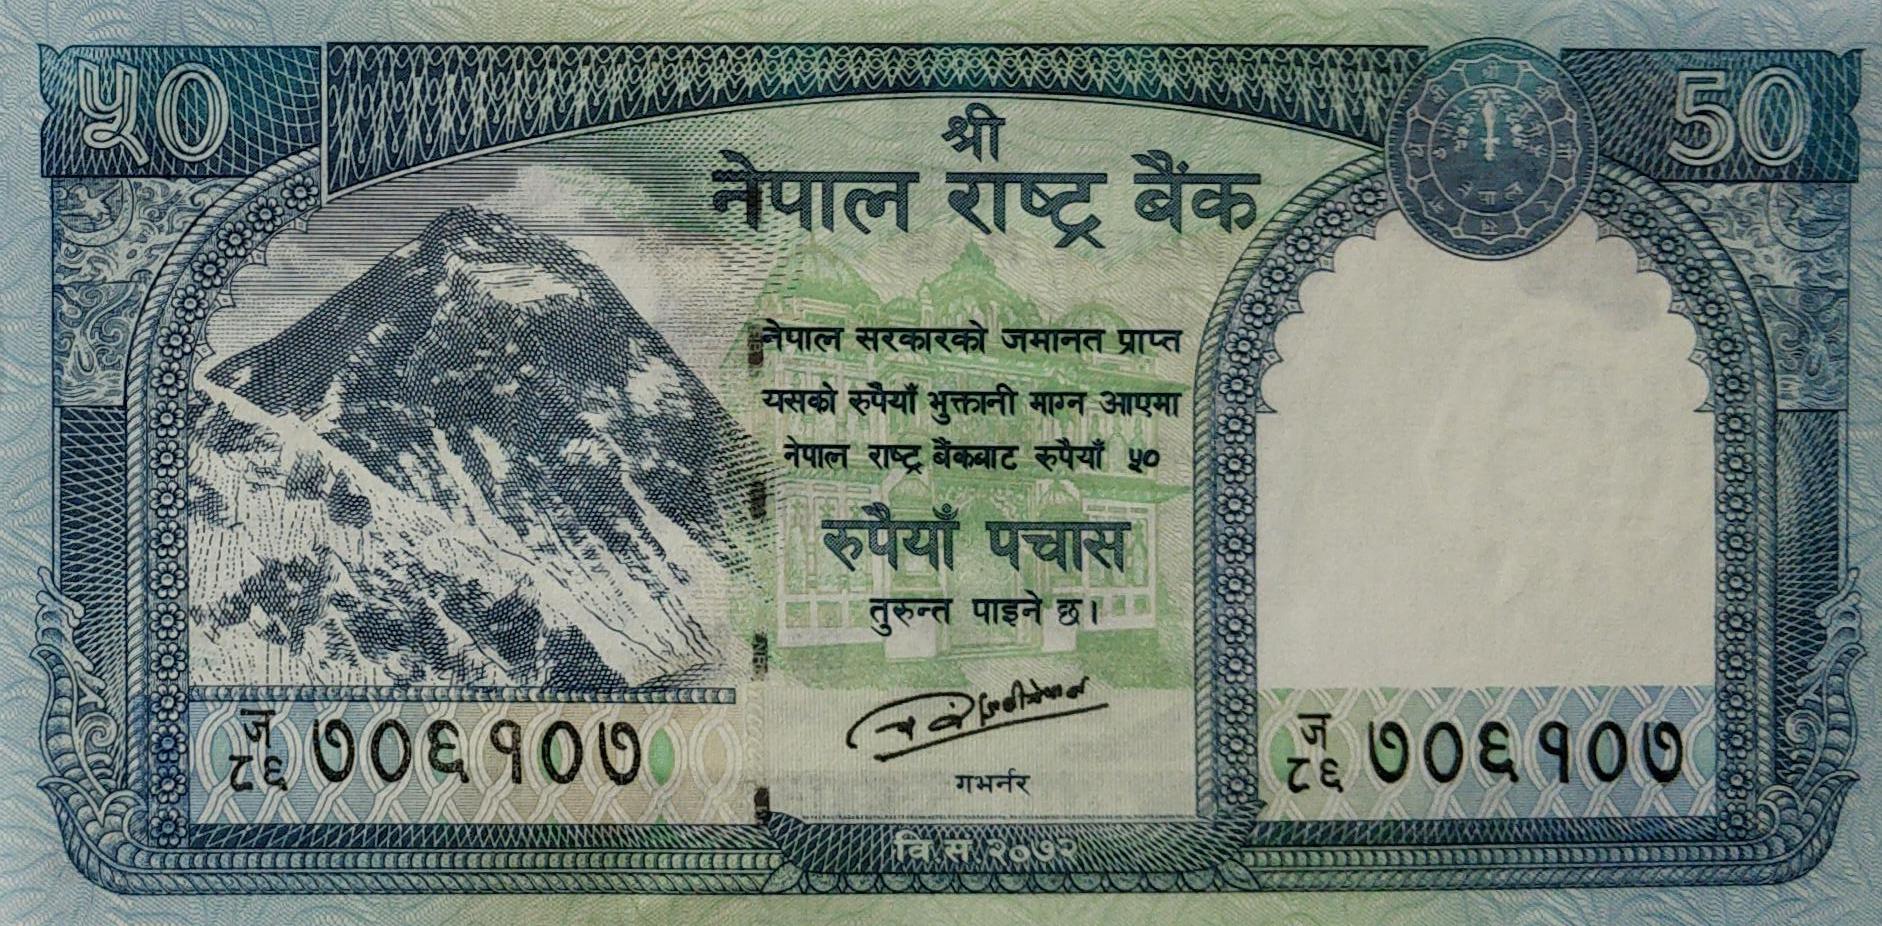 ५०
50
श्री
नेपाल राष्ट्र बैंक
नेपाल सरकारको जमानत प्राप्त
यसको रुपैयाँ भुक्तानी माग्न आएमा
नेपाल राष्ट्र बैंकबाट रुपैयाँ ५०
रुपैयाँ पचास
तुरुन्त पाइने छ।
गभर्नर
ज
८६ ७०६१०७
ज
८६ ७०६१०७
वि.सं. २०७२